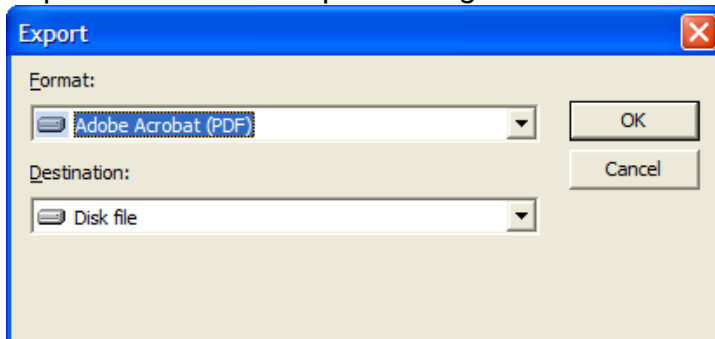 Export
Format:
Adobe Acrobat (PDF)
OK
Destination:
Cancel
Disk file